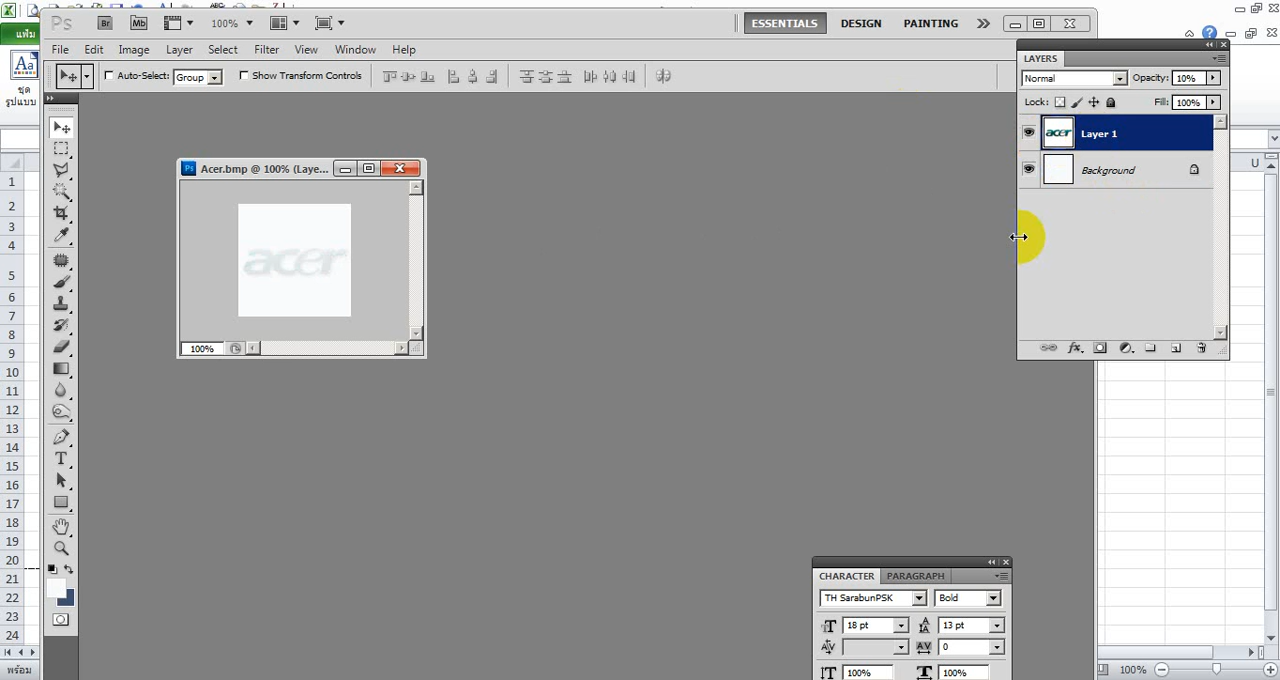 Ps Br Mb 100% ESSENTIALS DESIGN PAINTING
File Edit Image Layer Select Filter View Window Help
Auto-Select: Group Show Transform Controls
แฟ้ม
ชุด
รูปแบบ
LAYERS
Normal Opacity: 10%
Lock: Fill: 100%
acer Layer 1
Background
Acer.bmp @ 100% (Laye...
acer
100%
U
1
2
3
4
5
6
7
8
9
10
11
12
13
14
15
16
17
18
19
20
21
22
23
24
CHARACTER PARAGRAPH
TH SarabunPSK Bold
18 pt 13 pt
0
100% 100%
พร้อม 100%